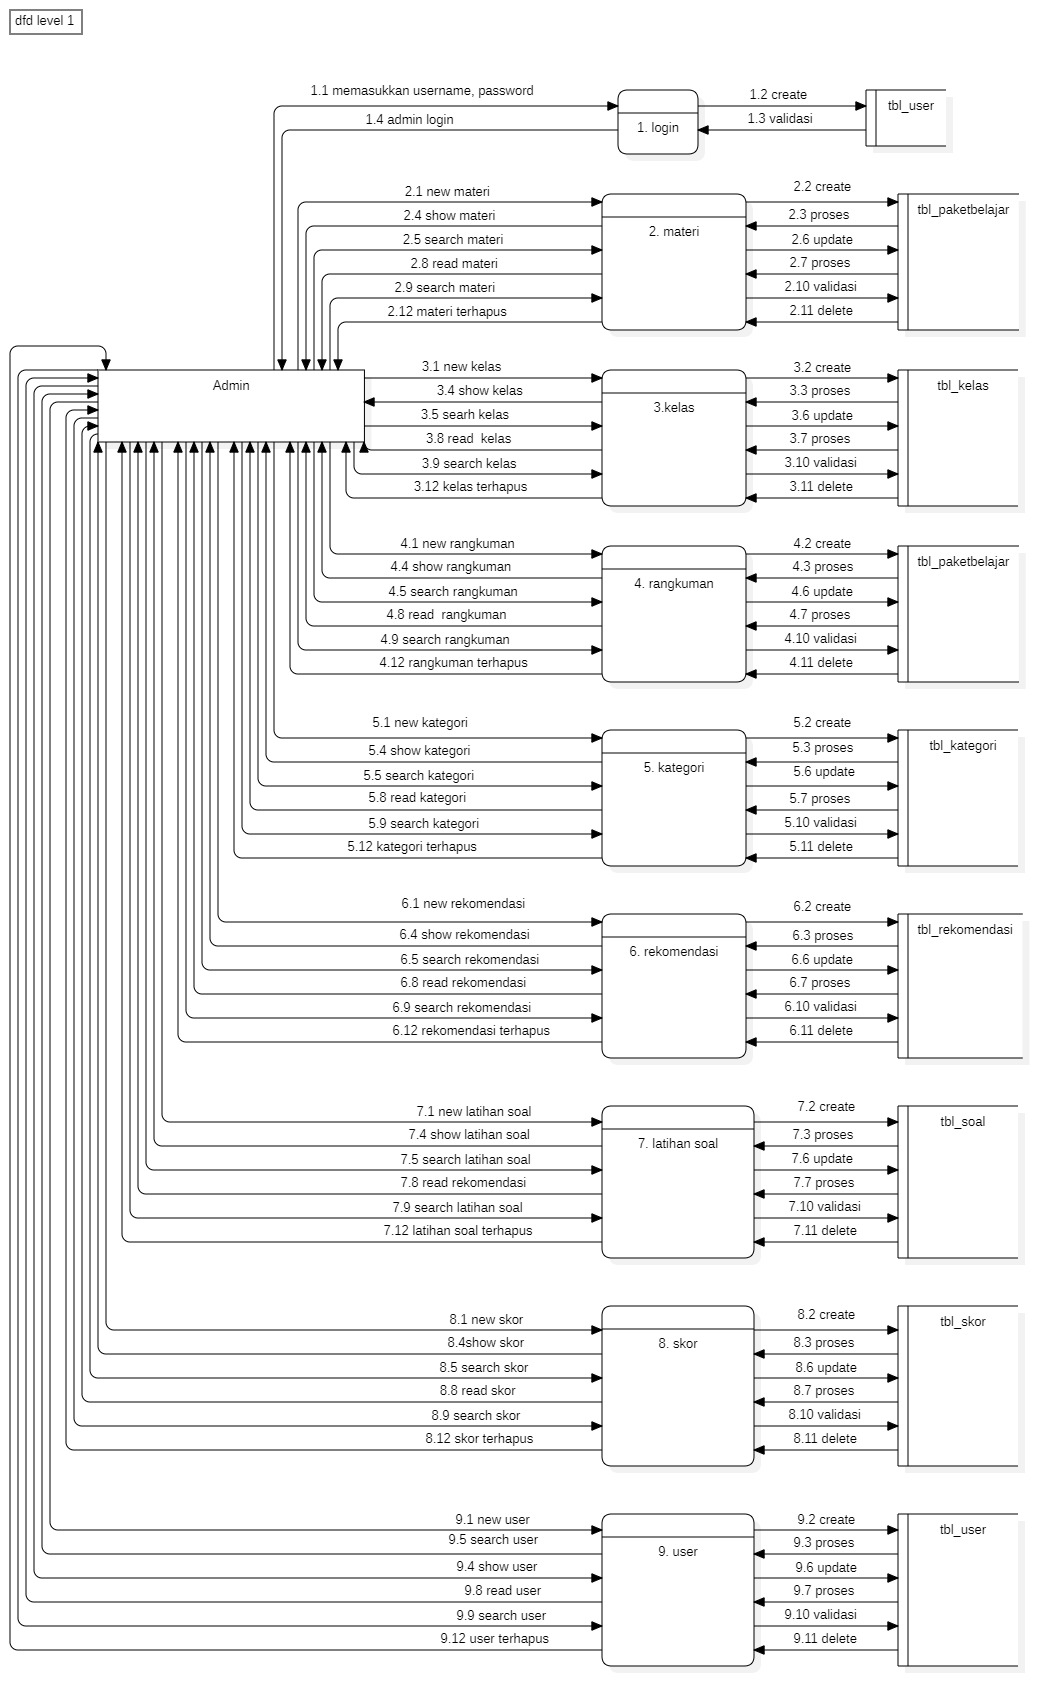 dfd level 1
1.1 memasukkan username, password
1.2 create
tbl_user
1.4 admin login
1.3 validasi
1. login
2.1 new materi
2.2 create
2.4 show materi
2.3 proses
tbl_paketbelajar
2.5 search materi
2. materi
2.6 update
2.8 read materi
2.7 proses
2.9 search materi
2.10 validasi
2.12 materi terhapus
2.11 delete
Admin
3.1 new kelas
3.2 create
tbl_kelas
3.4 show kelas
3.3 proses
3.5 searh kelas
3.kelas
3.6 update
3.8 read  kelas
3.7 proses
3.9 search kelas
3.10 validasi
3.12 kelas terhapus
3.11 delete
4.1 new rangkuman
4.2 create
4.4 show rangkuman
4.3 proses
tbl_paketbelajar
4.5 search rangkuman
4. rangkuman
4.6 update
4.8 read  rangkuman
4.7 proses
4.9 search rangkuman
4.10 validasi
4.12 rangkuman terhapus
4.11 delete
5.1 new kategori
5.2 create
5.4 show kategori
5.3 proses
tbl_kategori
5.5 search kategori
5. kategori
5.6 update
5.8 read kategori
5.7 proses
5.9 search kategori
5.10 validasi
5.12 kategori terhapus
5.11 delete
6.1 new rekomendasi
6.2 create
6.4 show rekomendasi
6.3 proses
tbl_rekomendasi
6.5 search rekomendasi
6. rekomendasi
6.6 update
6.8 read rekomendasi
6.7 proses
6.9 search rekomendasi
6.10 validasi
6.12 rekomendasi terhapus
6.11 delete
7.1 new latihan soal
7.2 create
tbl_soal
7.4 show latihan soal
7. latihan soal
7.3 proses
7.5 search latihan soal
7.6 update
7.8 read rekomendasi
7.7 proses
7.9 search latihan soal
7.10 validasi
7.12 latihan soal terhapus
7.11 delete
8.1 new skor
8.2 create
tbl_skor
8.4show skor
8. skor
8.3 proses
8.5 search skor
8.6 update
8.8 read skor
8.7 proses
8.9 search skor
8.10 validasi
8.12 skor terhapus
8.11 delete
9.1 new user
9.2 create
tbl_user
9.5 search user
9. user
9.3 proses
9.4 show user
9.6 update
9.8 read user
9.7 proses
9.9 search user
9.10 validasi
9.12 user terhapus
9.11 delete